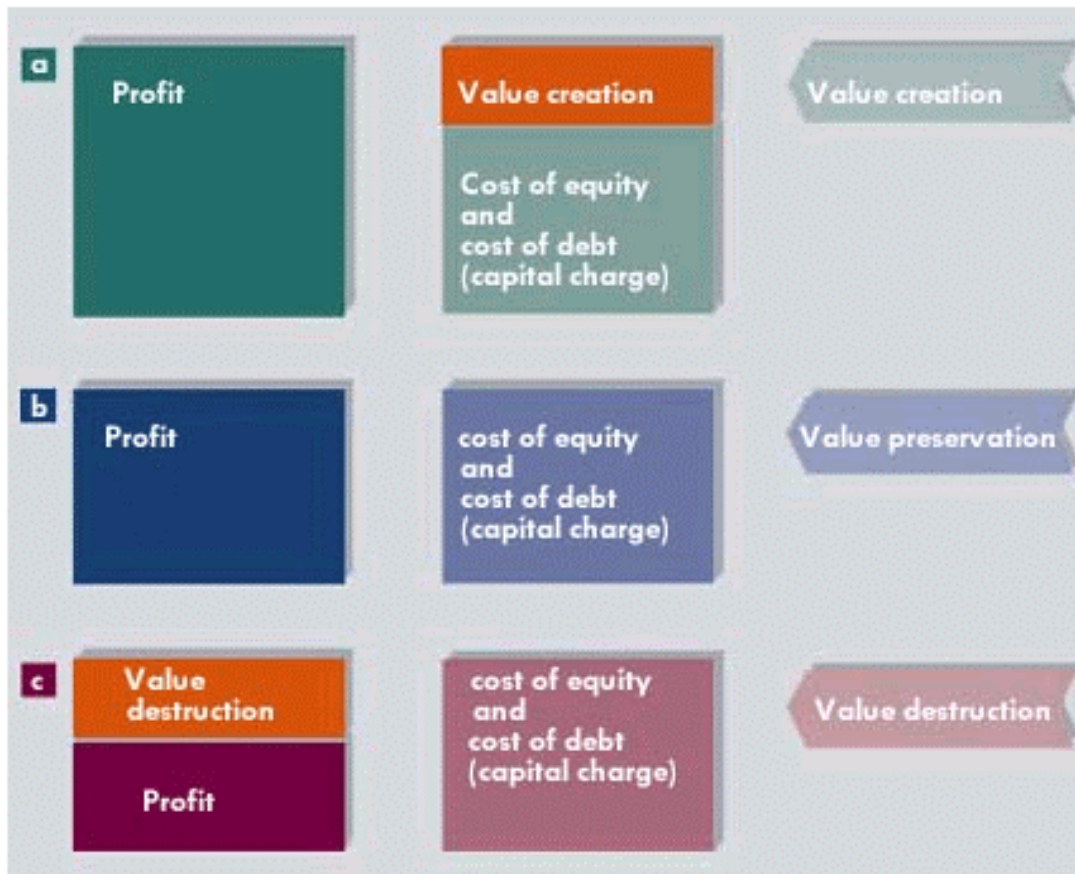 a
Profit
Value creation
Cost of equity
and
cost of debt
(capital charge)
Value creation
b
Profit
cost of equity
and
cost of debt
(capital charge)
Value preservation
c
Value
destruction
Profit
cost of equity
and
cost of debt
(capital charge)
Value destruction